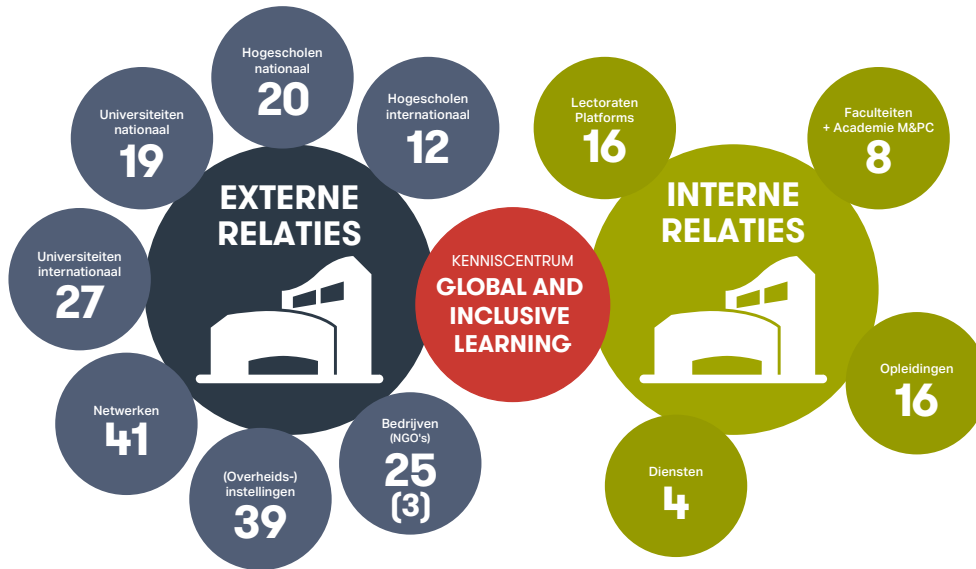 Hogescholen
nationaal
20
Hogescholen
internationaal
12
Universiteiten
nationaal
19
Universiteiten
internationaal
27
Netwerken
41
(Overheids-)
instellingen
39
Bedrijven
(NGO's)
25
(3)
EXTERNE
RELATIES
KENNISCENTRUM
GLOBAL AND
INCLUSIVE
LEARNING
INTERNE
RELATIES
Lectoraten
Platforms
16
Faculteiten
+ Academie M&PC
8
Opleidingen
16
Diensten
4